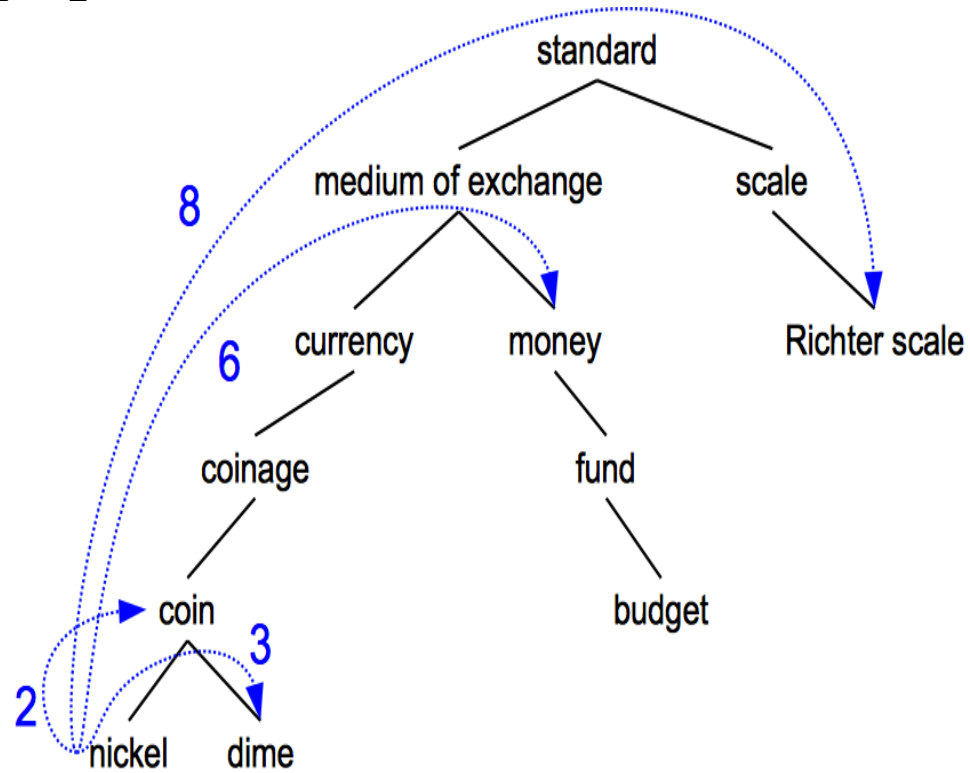 standard
medium of exchange scale
8
currency money Richter scale
6
coinage fund
coin budget
3
2
nickel dime